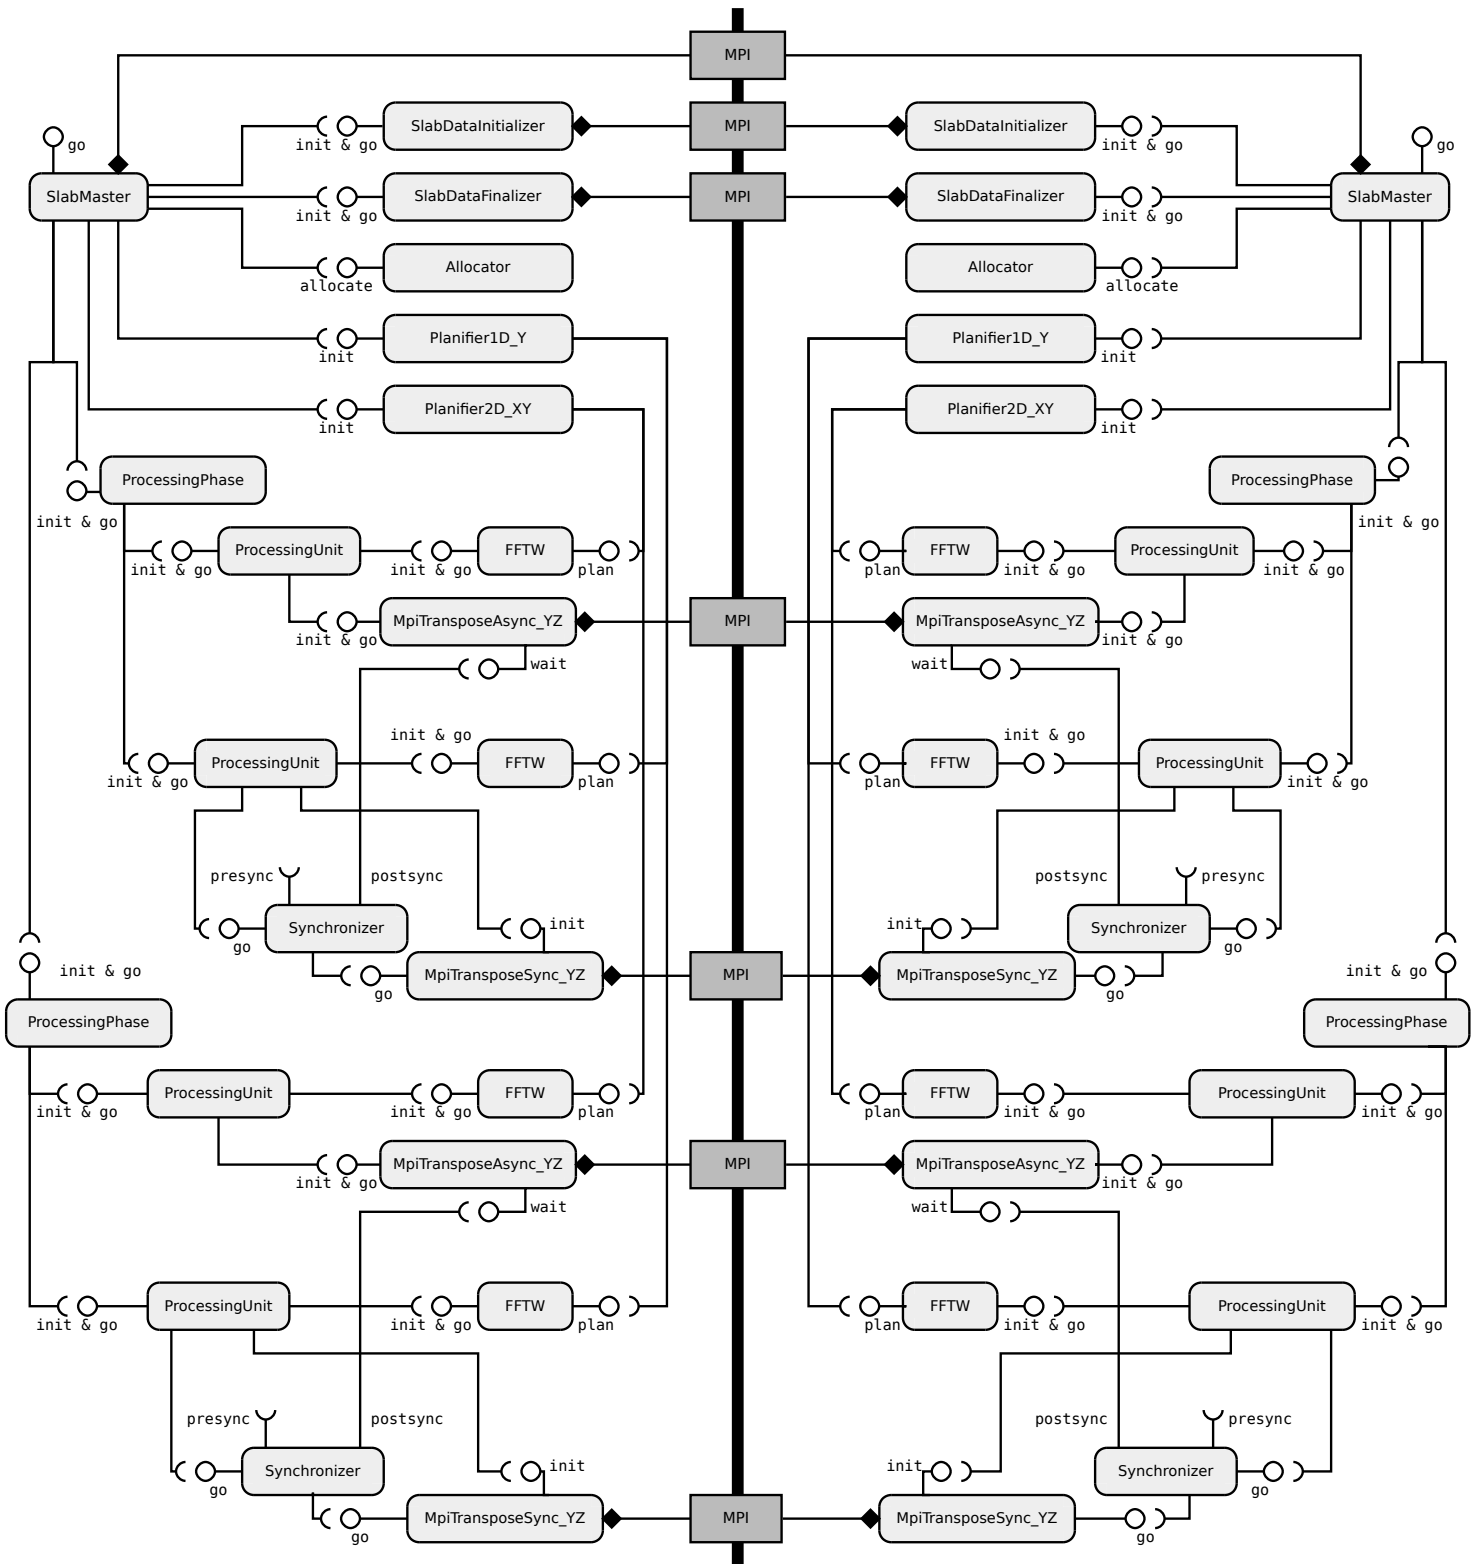 MPI
SlabDataInitializer MPI SlabDataInitializer
go init & go init & go go
SlabMaster SlabDataFinalizer MPI SlabDataFinalizer SlabMaster
init & go init & go
Allocator Allocator
allocate allocate
Planifier1D_Y Planifier1D_Y
init init
Planifier2D_XY Planifier2D_XY
init init
ProcessingPhase ProcessingPhase
init & go init & go
ProcessingUnit FFTW FFTW ProcessingUnit
init & go init & go plan plan init & go init & go
MpiTransposeAsync_YZ MPI MpiTransposeAsync_YZ
init & go init & go
wait wait
init & go init & go
ProcessingUnit FFTW FFTW ProcessingUnit
init & go plan plan init & go
presync postsync postsync presync
Synchronizer init init Synchronizer
go go
init & go MpiTransposeSync_YZ MPI MpiTransposeSync_YZ init & go
go go
ProcessingPhase ProcessingPhase
ProcessingUnit FFTW FFTW ProcessingUnit
init & go init & go plan plan init & go init & go
MpiTransposeAsync_YZ MPI MpiTransposeAsync_YZ
init & go init & go
wait wait
ProcessingUnit FFTW FFTW ProcessingUnit
init & go init & go plan plan init & go init & go
presync postsync postsync presync
Synchronizer init init Synchronizer
go go
MpiTransposeSync_YZ MPI MpiTransposeSync_YZ
go go